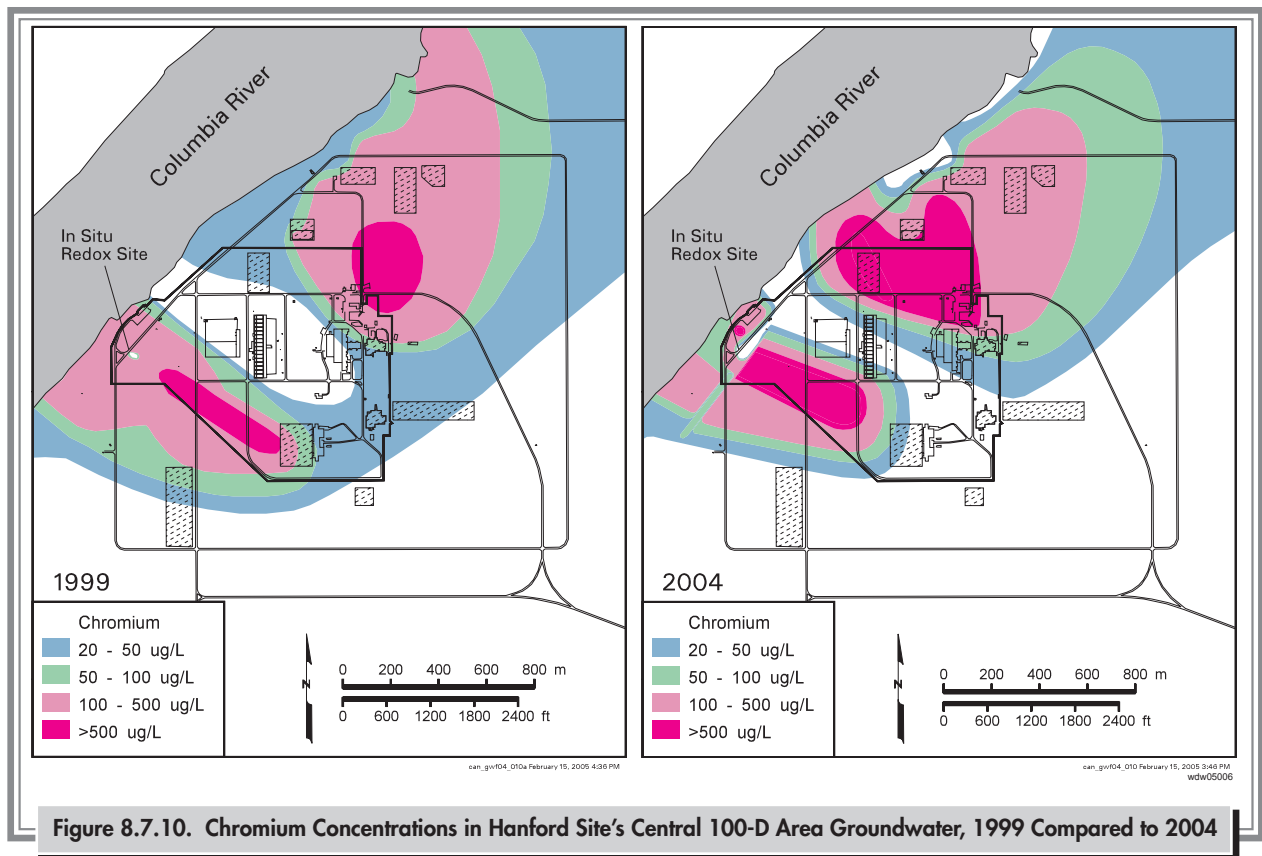 Columbia River
In Situ
Redox Site
1999
Chromium
20 - 50 ug/L
50 - 100 ug/L
100 - 500 ug/L
>500 ug/L
N
0 200 400 600 800 m
0 600 1200 1800 2400 ft
can_gwf04_010a February 15, 2005 4:36 PM
Columbia River
In Situ
Redox Site
2004
Chromium
20 - 50 ug/L
50 - 100 ug/L
100 - 500 ug/L
>500 ug/L
N
0 200 400 600 800 m
0 600 1200 1800 2400 ft
can_gwf04_010 February 15, 2005 3:46 PM
wdw05006
Figure 8.7.10. Chromium Concentrations in Hanford Site's Central 100-D Area Groundwater, 1999 Compared to 2004